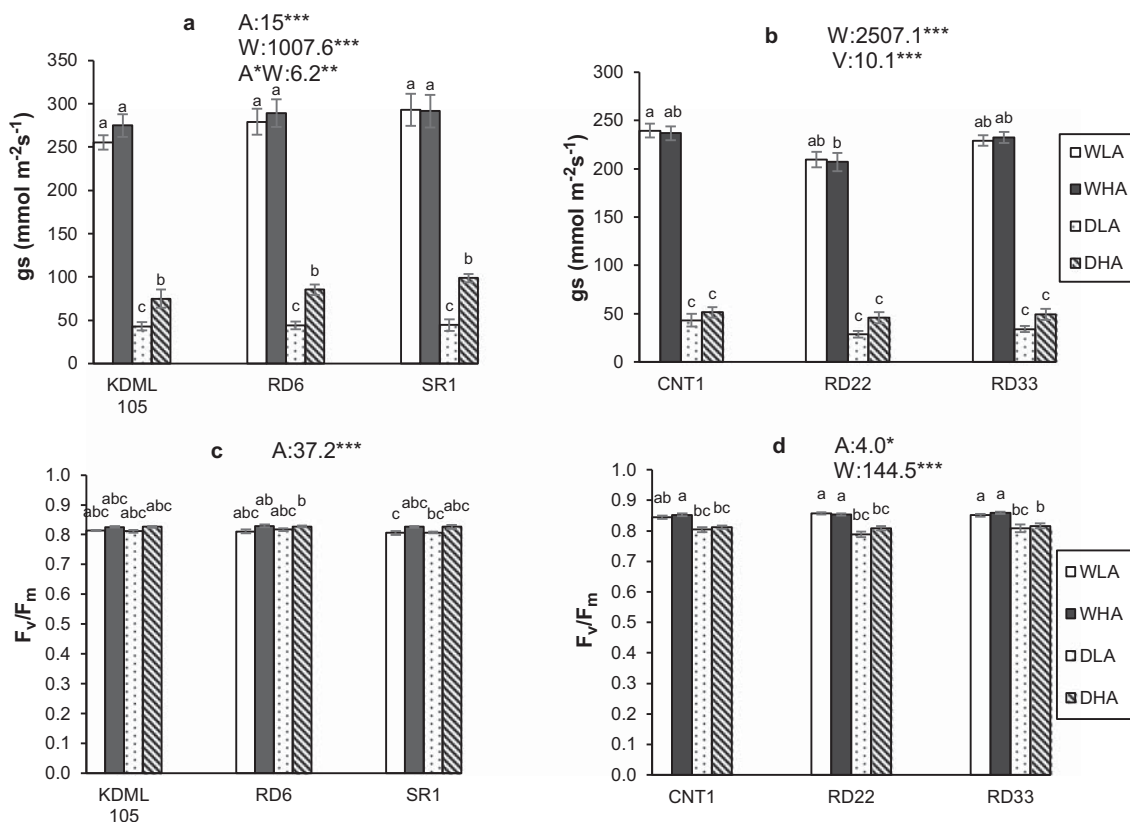 a
A:15***
W:1007.6***
A*W:6.2**
gs (mmol m-2s-1)
350
300
250
200
150
100
50
0
a a c b
a a c b
a a c b
KDML
105
RD6
SR1
b
W:2507.1***
V:10.1***
gs (mmol m-2s-1)
300
250
200
150
100
50
0
a ab c c
ab b c c
ab ab c c
CNT1
RD22
RD33
WLA
WHA
DLA
DHA
c
A:37.2***
Fv/Fm
1.0
0.9
0.8
0.7
0.6
0.5
0.4
0.3
0.2
0.1
0.0
abc abc abc abc
abc ab abc b
c abc bc abc
KDML
105
RD6
SR1
d
A:4.0*
W:144.5***
Fv/Fm
1.0
0.9
0.8
0.7
0.6
0.5
0.4
0.3
0.2
0.1
0.0
ab a bc bc
a a c bc
a a bc b
CNT1
RD22
RD33
WLA
WHA
DLA
DHA